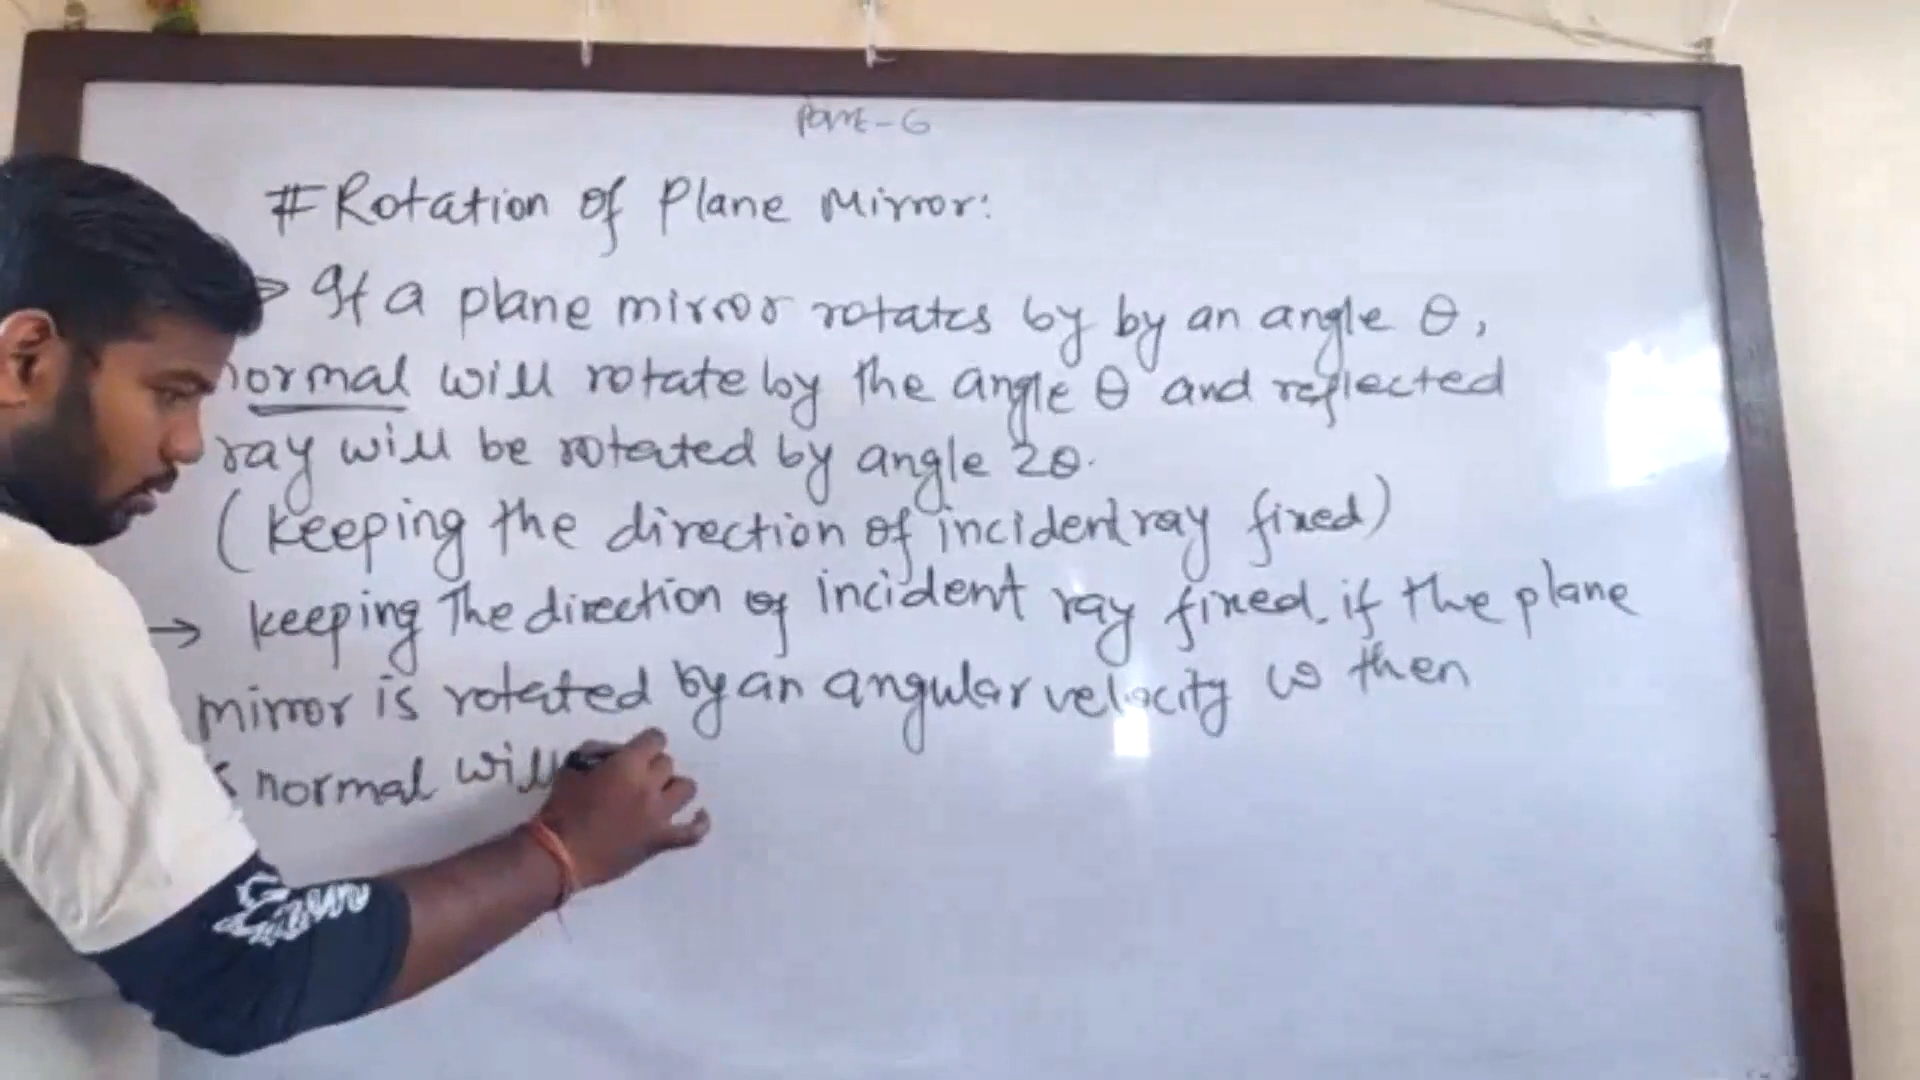 Part-6
#Rotation of Plane Mirror:
If a plane mirror rotates by by an angle θ,
normal will rotate by the angle θ and reflected
ray will be rotated by angle 2θ.
(keeping the direction of incident ray fixed)
→ keeping The direction of incident ray fixed. if the plane
mirror is rotated by an angular velocity ω then
normal will